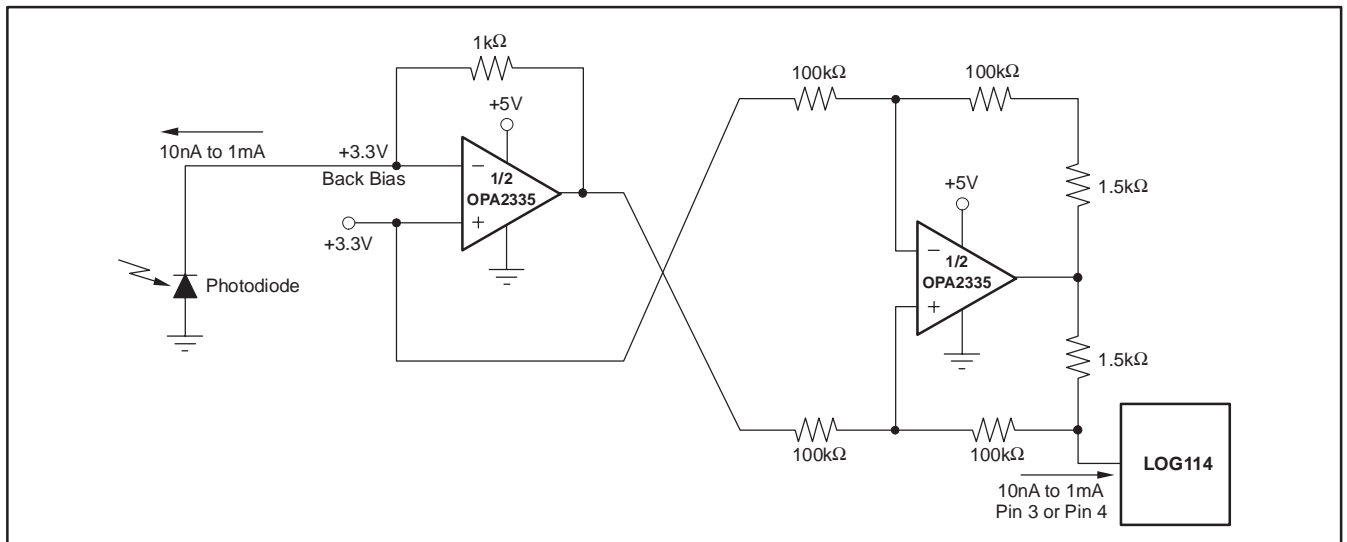 1kΩ
+5V
10nA to 1mA
+3.3V
Back Bias
−
1/2
OPA2335
+
+3.3V
Photodiode
100kΩ
100kΩ
1.5kΩ
+5V
−
1/2
OPA2335
+
1.5kΩ
100kΩ
100kΩ
LOG114
10nA to 1mA
Pin 3 or Pin 4